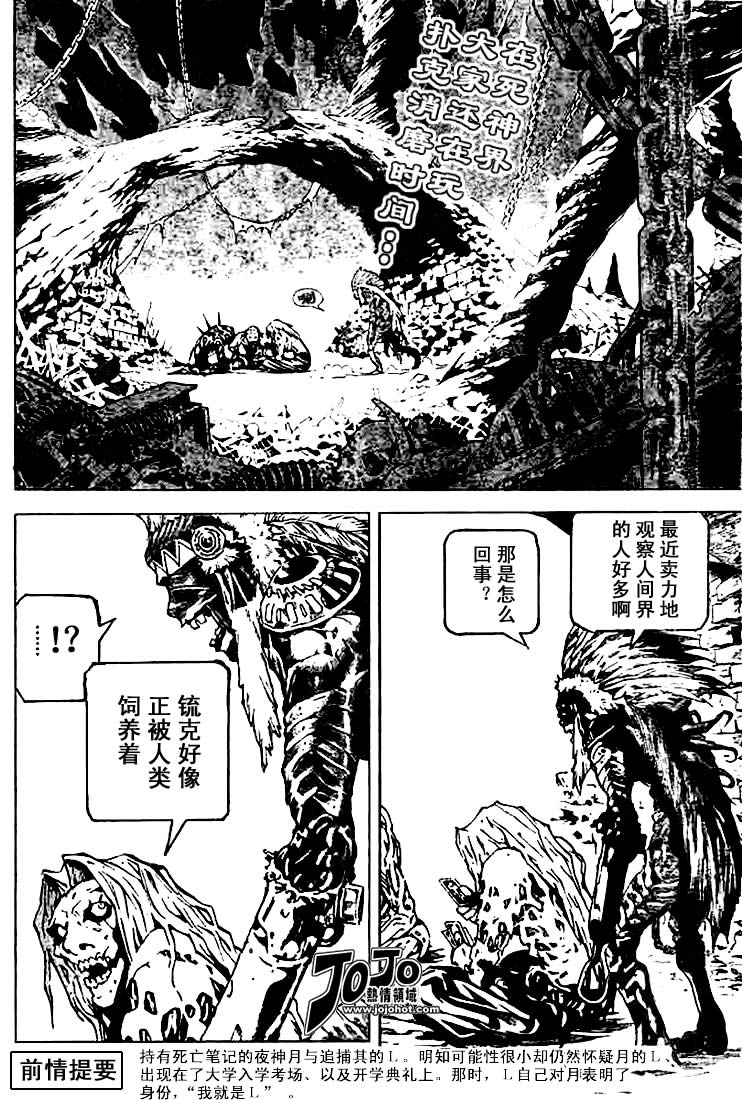 在死神界
大家还在玩
扑克消磨时间…
嗯
最近卖力地
观察人间界
的人好多啊
那是怎么
回事？
锍克好像
正被人类
饲养着
……!?
JOJO
热情领域
www.jojohot.com
前情提要
持有死亡笔记的夜神月与追捕其的L。明知可能性很小却仍然怀疑月的L、
出现在了大学入学考场、以及开学典礼上。那时，L自己对月表明了
身份，“我就是L”。